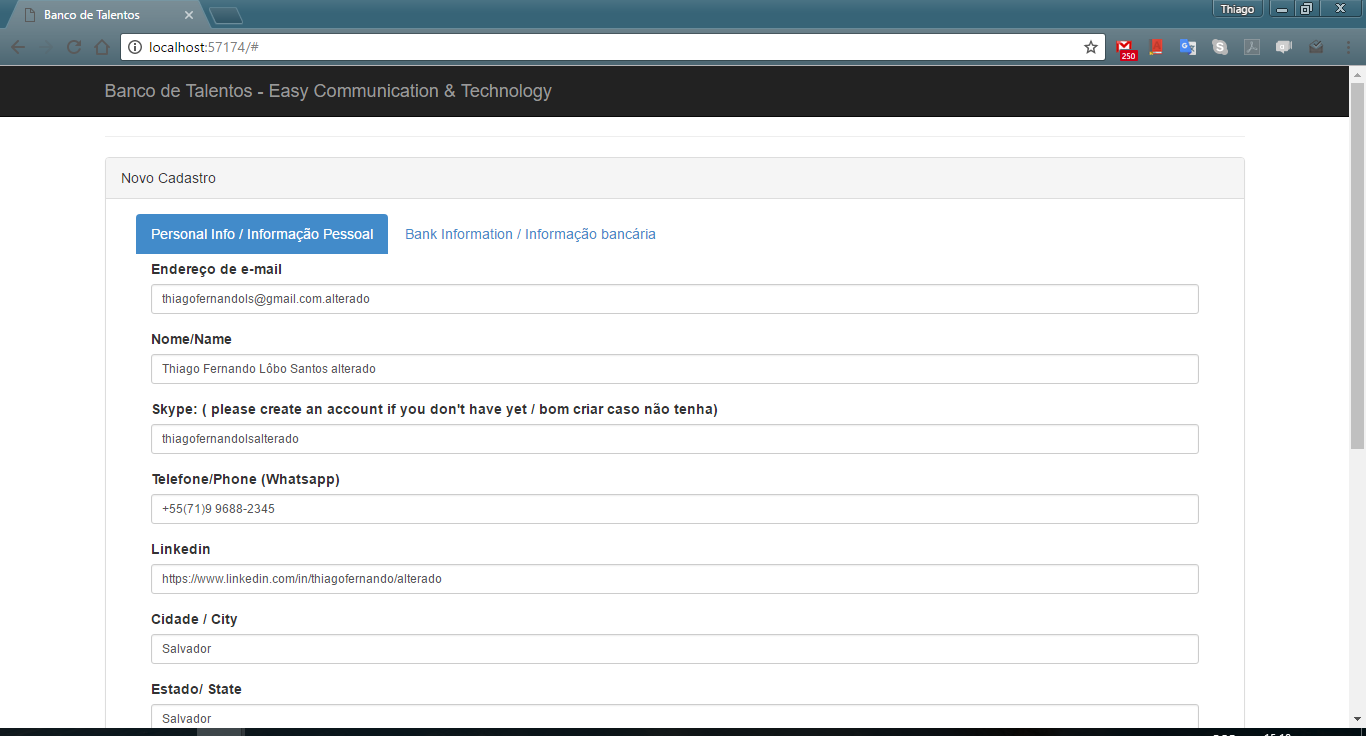 Banco de Talentos
Thiago
localhost:57174/#
250
Banco de Talentos - Easy Communication & Technology
Novo Cadastro
Personal Info / Informação Pessoal
Bank Information / Informação bancária
Endereço de e-mail
thiagofernandols@gmail.com.alterado
Nome/Name
Thiago Fernando Lôbo Santos alterado
Skype: ( please create an account if you don't have yet / bom criar caso não tenha)
thiagofernandolsalterado
Telefone/Phone (Whatsapp)
+55(71)9 9688-2345
Linkedin
https://www.linkedin.com/in/thiagofernando/alterado
Cidade / City
Salvador
Estado/ State
Salvador